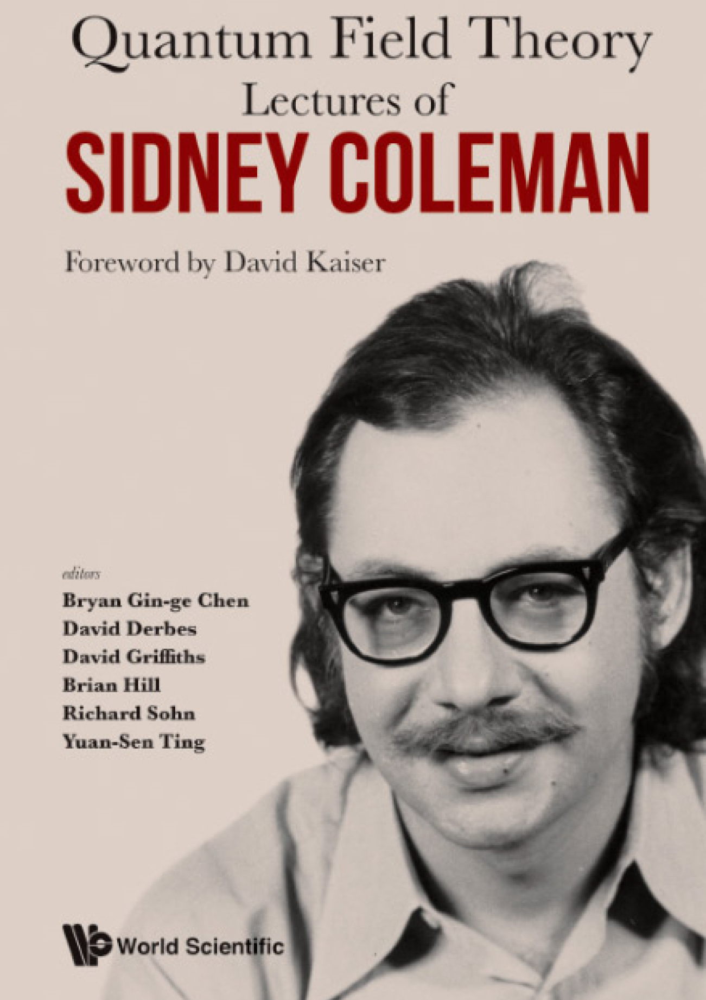 Quantum Field Theory
Lectures of
SIDNEY COLEMAN
Foreword by David Kaiser
editors
Bryan Gin-ge Chen
David Derbes
David Griffiths
Brian Hill
Richard Sohn
Yuan-Sen Ting
World Scientific